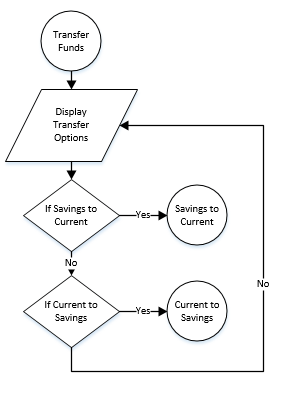 Transfer
Funds
Display
Transfer
Options
If Savings to
Current
Yes
Savings to
Current
No
If Current to
Savings
Yes
Current to
Savings
No